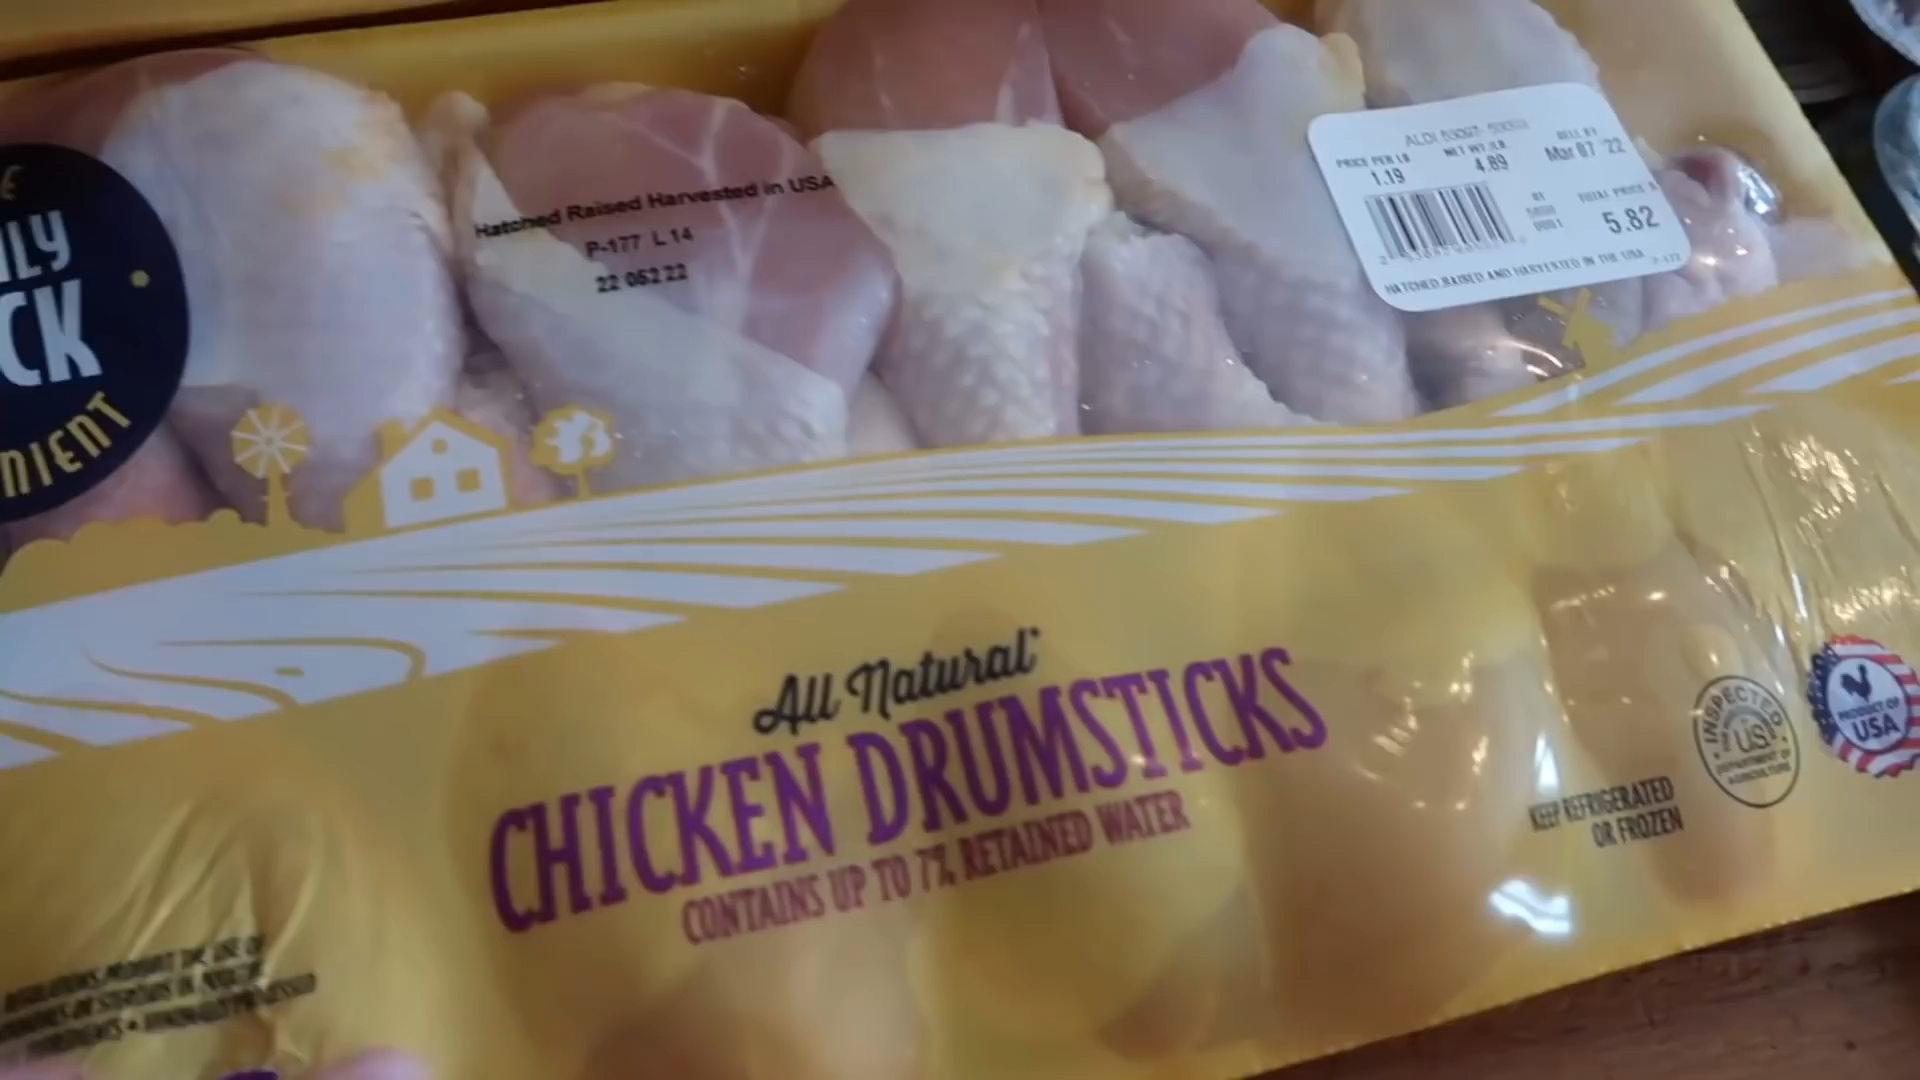 E
ILY
CK
NIENT
Hatched Raised Harvested in USA
P-177 L14
22 052 22
ALDI
PRICE PER LB
NET WT/LB
SELL BY
1.19
4.89
Mar 07 '22
TOTAL PRICE $
5.82
HATCHED, RAISED AND HARVESTED IN THE USA
All Natural*
CHICKEN DRUMSTICKS
CONTAINS UP TO 7% RETAINED WATER
KEEP REFRIGERATED
OR FROZEN
INSPECTED
U.S.
DEPARTMENT OF
AGRICULTURE
PRODUCT OF
USA